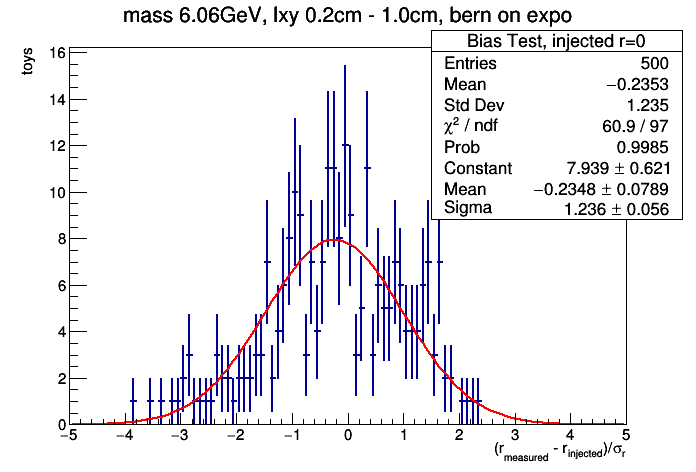 mass 6.06GeV, lxy 0.2cm - 1.0cm, bern on expo
Bias Test, injected r=0
Entries 500
Mean −0.2353
Std Dev 1.235
χ² / ndf 60.9 / 97
Prob 0.9985
Constant 7.939 ± 0.621
Mean −0.2348 ± 0.0789
Sigma 1.236 ± 0.056
toys
16
14
12
10
8
6
4
2
0
−5 −4 −3 −2 −1 0 1 2 3 4 5
(r_measured - r_injected)/σ_r